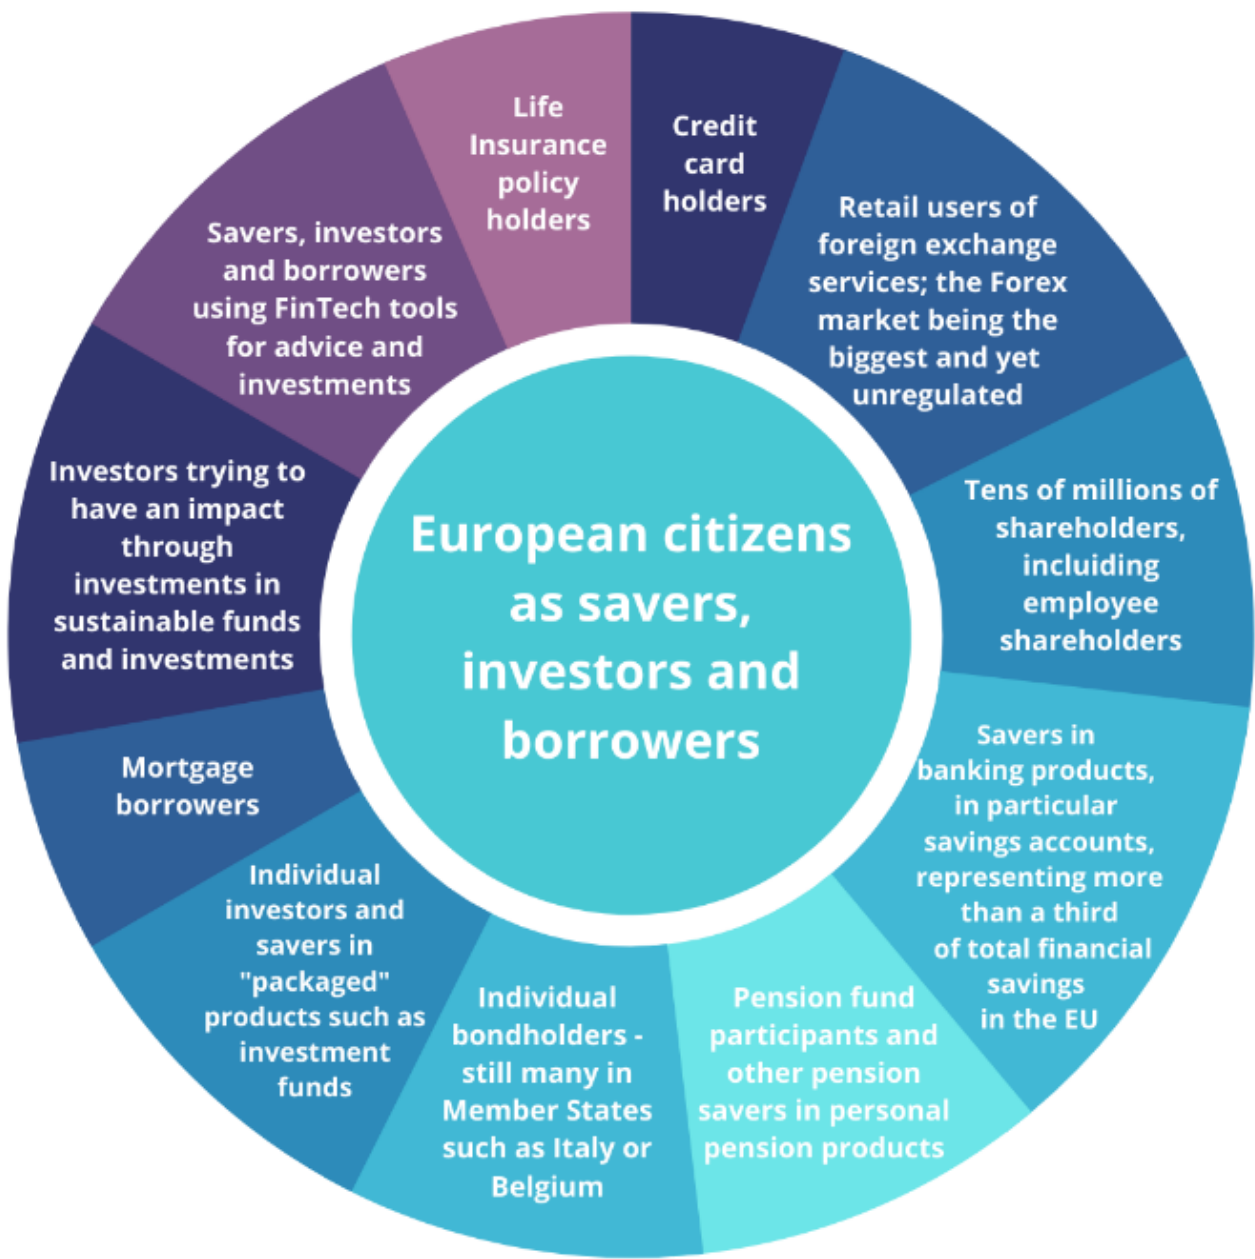 European citizens
as savers,
investors and
borrowers
Credit
card
holders
Retail users of
foreign exchange
services; the Forex
market being the
biggest and yet
unregulated
Tens of millions of
shareholders,
incluiding
employee
shareholders
Savers in
banking products,
in particular
savings accounts,
representing more
than a third
of total financial
savings
in the EU
Pension fund
participants and
other pension
savers in personal
pension products
Individual
bondholders -
still many in
Member States
such as Italy or
Belgium
Individual
investors and
savers in
"packaged"
products such as
investment
funds
Mortgage
borrowers
Investors trying to
have an impact
through
investments in
sustainable funds
and investments
Savers, investors
and borrowers
using FinTech tools
for advice and
investments
Life
Insurance
policy
holders